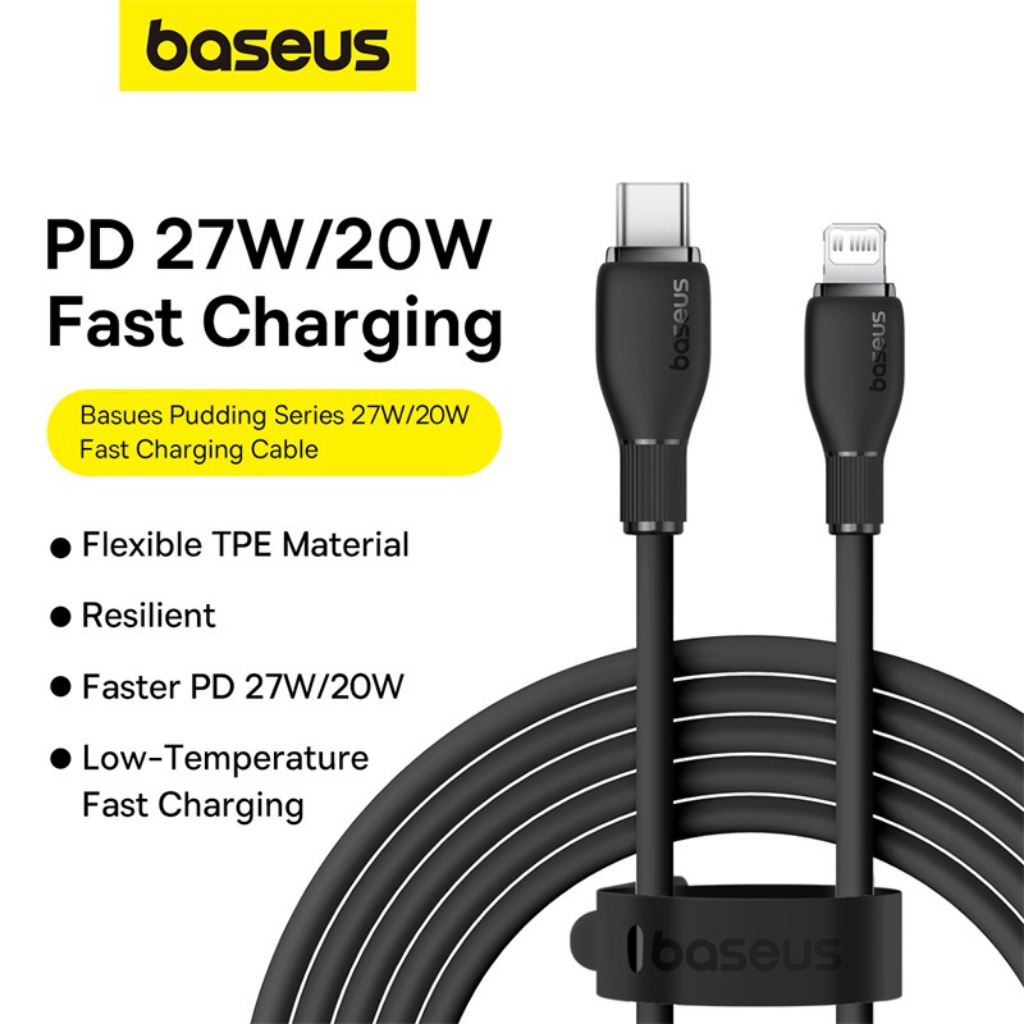 baseus
PD 27W/20W
Fast Charging
Basues Pudding Series 27W/20W
Fast Charging Cable
● Flexible TPE Material
● Resilient
● Faster PD 27W/20W
● Low-Temperature
Fast Charging
baseus
baseus
baseus